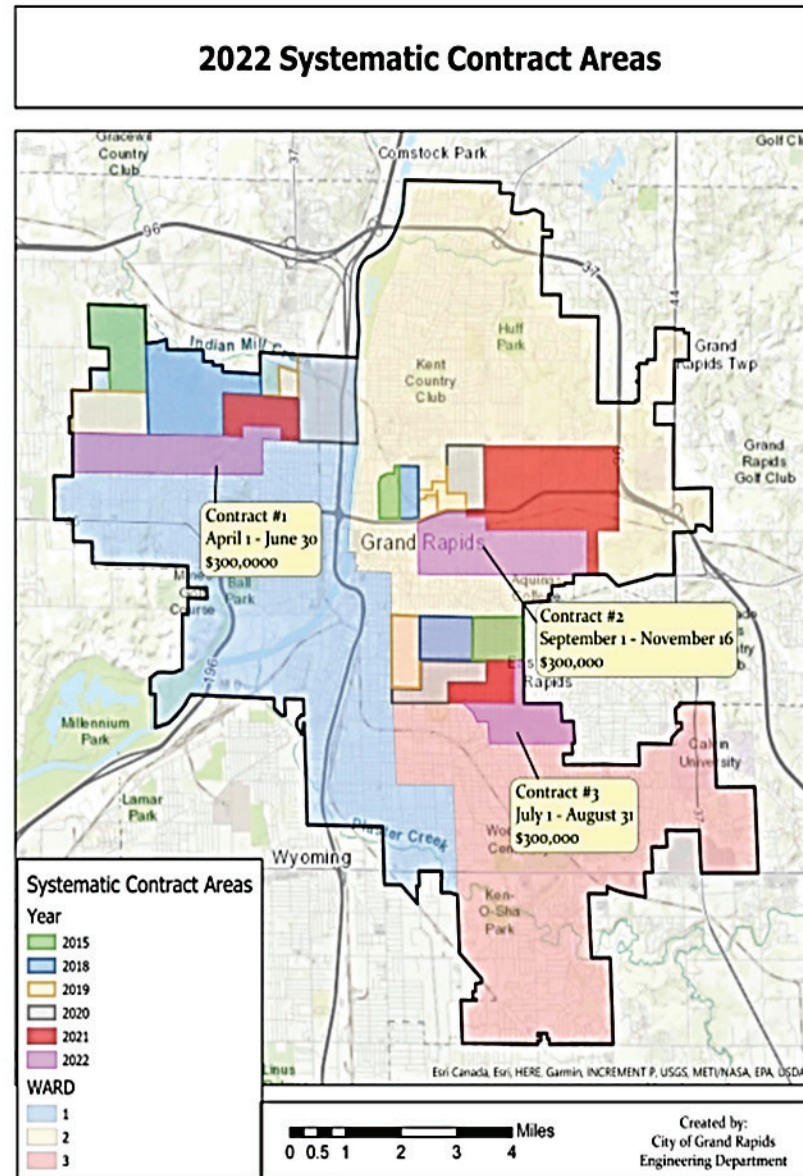 2022 Systematic Contract Areas
Country
Club
37
Comstock Park
Golf
96
37
44
Indian Mill
Huff
Park
Grand
Rapids Twp
Kent
Country
Club
Grand
Rapids
Golf Club
Contract #1
April 1 - June 30
$300,0000
Grand Rapids
Ball
Park
Course
Contract #2
September 1 - November 16
$300,000
Rapids
196
Millennium
Park
University
Contract #3
July 1 - August 31
$300,000
37
Lamar
Park
Plaster Creek
Wyoming
Ken-
O-Sha
Park
Systematic Contract Areas
Year
2015
2018
2019
2020
2021
2022
WARD
1
2
3
Esri Canada, Esri, HERE, Garmin, INCREMENT P, USGS, METI/NASA, EPA, USDA
0 0.5 1 2 3 4 Miles
Created by:
City of Grand Rapids
Engineering Department